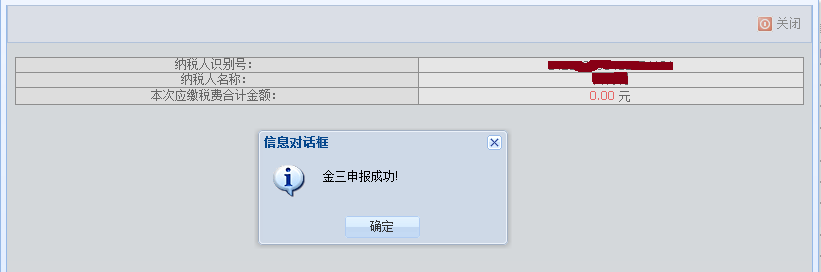 关闭
纳税人识别号：
纳税人名称：
本次应缴税费合计金额： 0.00 元
信息对话框
金三申报成功!
确定